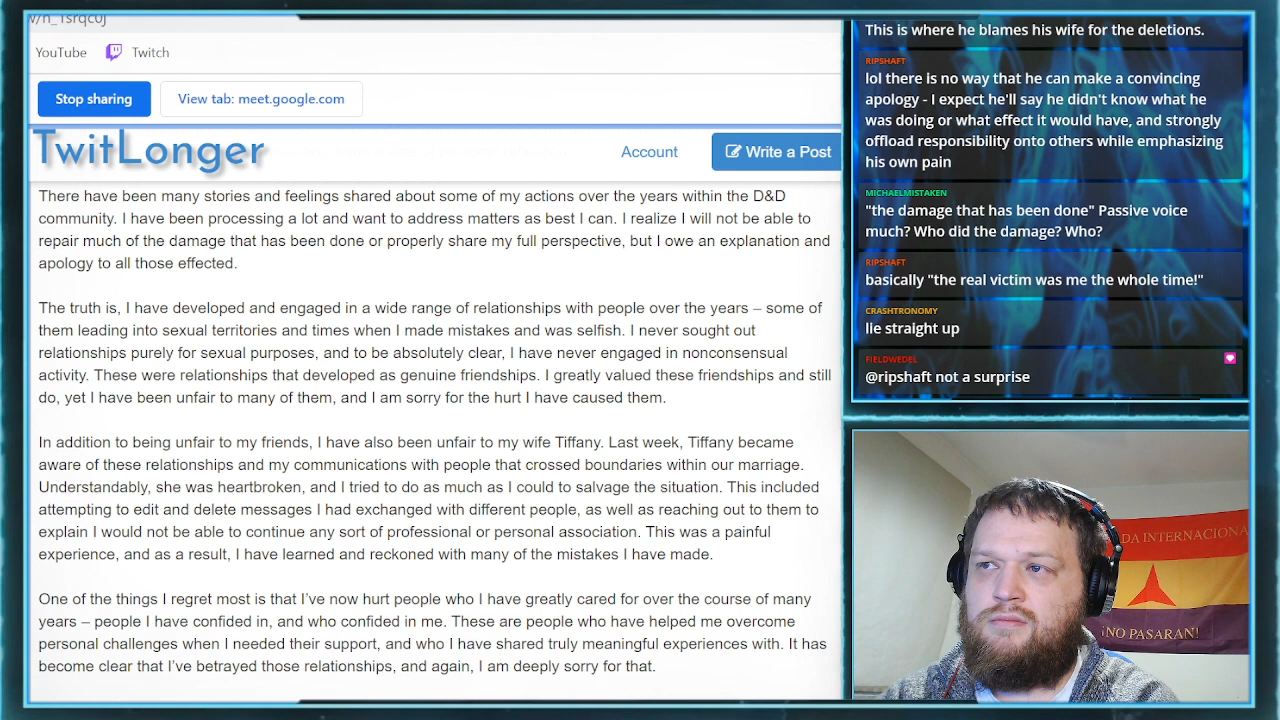 v/n_1srqc0j
YouTube
Twitch
Stop sharing
View tab: meet.google.com
TwitLonger
Account
Write a Post
There have been many stories and feelings shared about some of my actions over the years within the D&D
community. I have been processing a lot and want to address matters as best I can. I realize I will not be able to
repair much of the damage that has been done or properly share my full perspective, but I owe an explanation and
apology to all those effected.
The truth is, I have developed and engaged in a wide range of relationships with people over the years – some of
them leading into sexual territories and times when I made mistakes and was selfish. I never sought out
relationships purely for sexual purposes, and to be absolutely clear, I have never engaged in nonconsensual
activity. These were relationships that developed as genuine friendships. I greatly valued these friendships and still
do, yet I have been unfair to many of them, and I am sorry for the hurt I have caused them.
In addition to being unfair to my friends, I have also been unfair to my wife Tiffany. Last week, Tiffany became
aware of these relationships and my communications with people that crossed boundaries within our marriage.
Understandably, she was heartbroken, and I tried to do as much as I could to salvage the situation. This included
attempting to edit and delete messages I had exchanged with different people, as well as reaching out to them to
explain I would not be able to continue any sort of professional or personal association. This was a painful
experience, and as a result, I have learned and reckoned with many of the mistakes I have made.
One of the things I regret most is that I've now hurt people who I have greatly cared for over the course of many
years – people I have confided in, and who confided in me. These are people who have helped me overcome
personal challenges when I needed their support, and who I have shared truly meaningful experiences with. It has
become clear that I've betrayed those relationships, and again, I am deeply sorry for that.
This is where he blames his wife for the deletions.
RIPSHAFT
lol there is no way that he can make a convincing
apology - I expect he'll say he didn't know what he
was doing or what effect it would have, and strongly
offload responsibility onto others while emphasizing
his own pain
MICHAELMISTAKEN
"the damage that has been done" Passive voice
much? Who did the damage? Who?
RIPSHAFT
basically "the real victim was me the whole time!"
CRASHTRONOMY
lie straight up
FIELDWEDEL
@ripshaft not a surprise
DA INTERNACIONA
¡NO PASARAN!